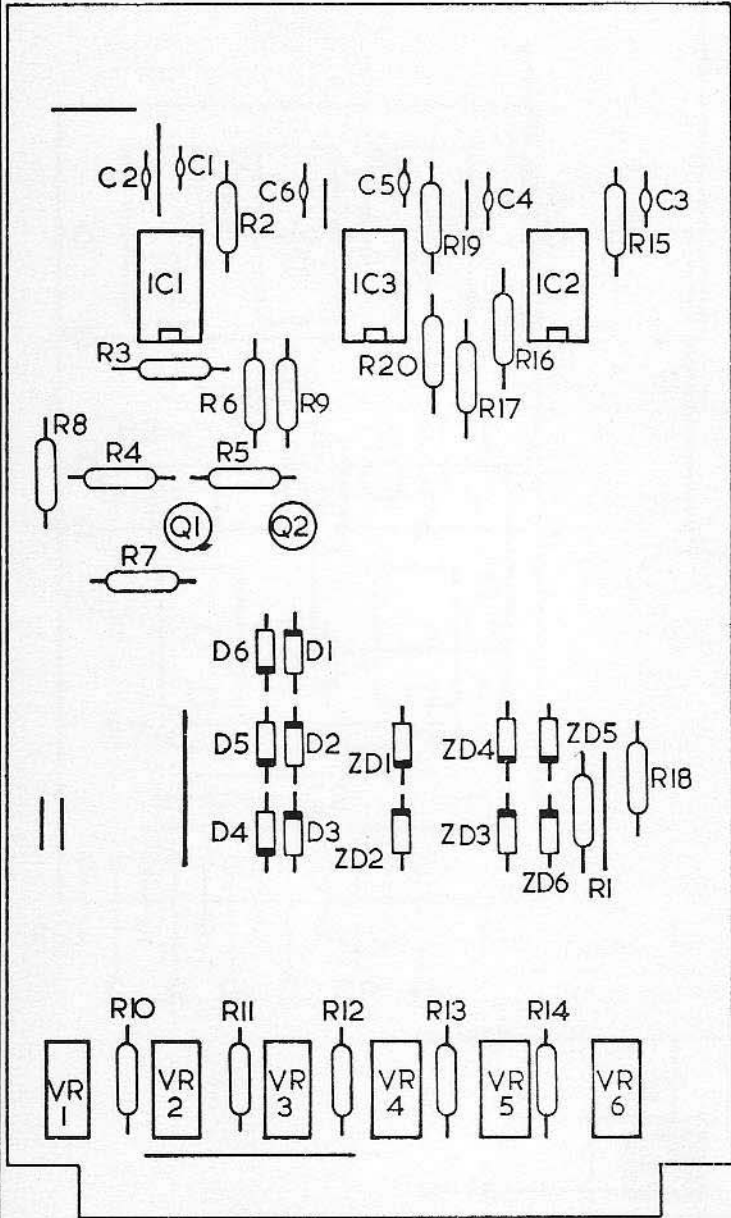 C2 C1 C6 C5 C4 C3
R2 R19 R15
IC1 IC3 IC2
R3 R20 R16
R6 R9 R17
R8 R4 R5
Q1 Q2
R7
D6 D1
D5 D2 ZD1 ZD4 ZD5
R18
D4 D3 ZD2 ZD3 ZD6 R1
R10 R11 R12 R13 R14
VR 1 VR 2 VR 3 VR 4 VR 5 VR 6